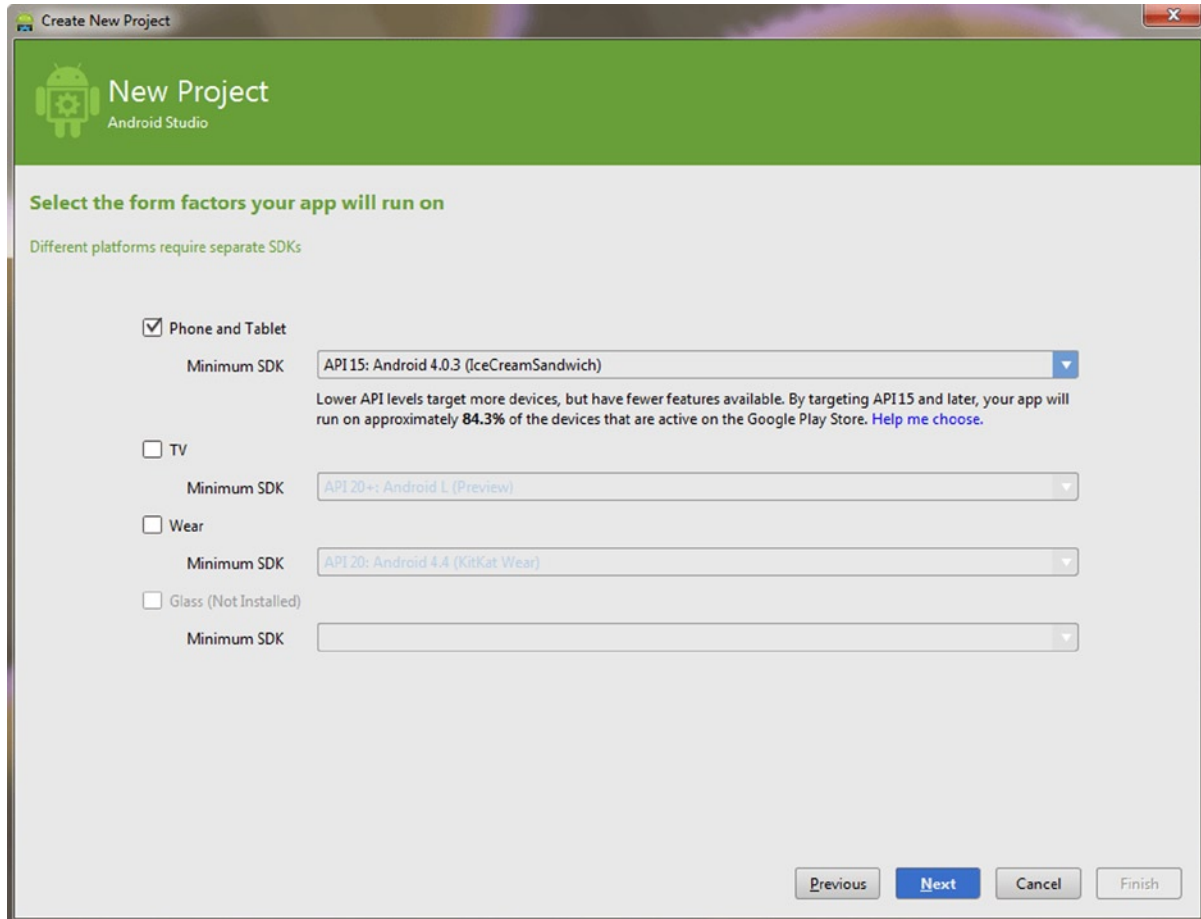 Create New Project
New Project
Android Studio
Select the form factors your app will run on
Different platforms require separate SDKs
Phone and Tablet
Minimum SDK
API 15: Android 4.0.3 (IceCreamSandwich)
Lower API levels target more devices, but have fewer features available. By targeting API 15 and later, your app will
run on approximately 84.3% of the devices that are active on the Google Play Store. Help me choose.
TV
Minimum SDK
API 20+: Android L (Preview)
Wear
Minimum SDK
API 20: Android 4.4 (KitKat Wear)
Glass (Not Installed)
Minimum SDK
Previous Next Cancel Finish